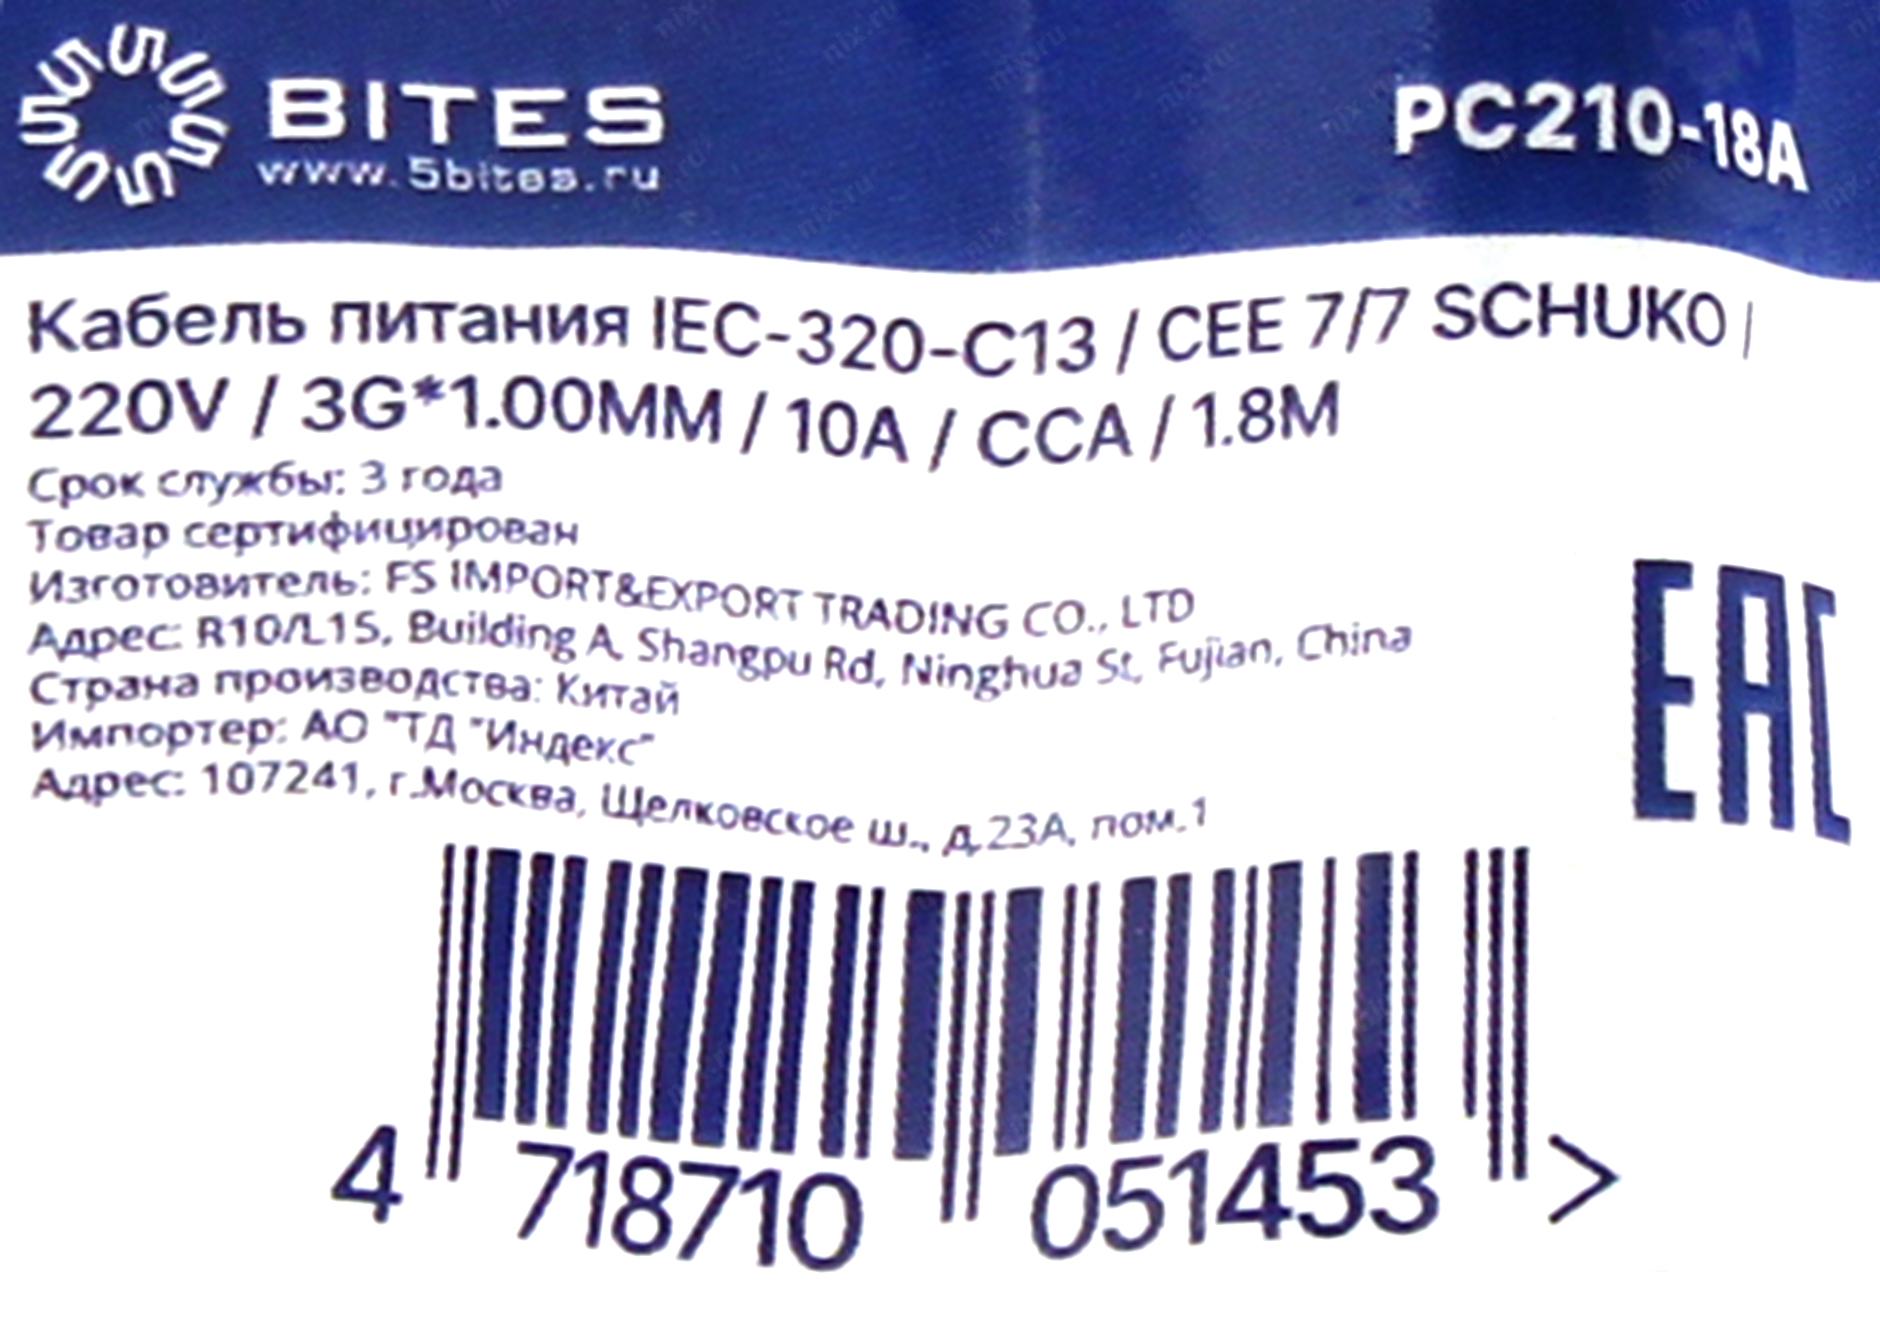 BITES
www.5bites.ru
PC210-18A
Кабель питания IEC-320-C13 / CEE 7/7 SCHUKO /
220V / 3G*1.00MM / 10A / CCA / 1.8M
Срок службы: 3 года
Товар сертифицирован
Изготовитель: FS IMPORT&EXPORT TRADING CO., LTD
Адрес: R10/L15, Building A, Shangpu Rd, Ninghua St, Fujian, China
Страна производства: Китай
Импортер: АО "ТД "Индекс"
Адрес: 107241, г.Москва, Щелковское ш., д.23А, пом.1
EAC
4 718710 051453 >